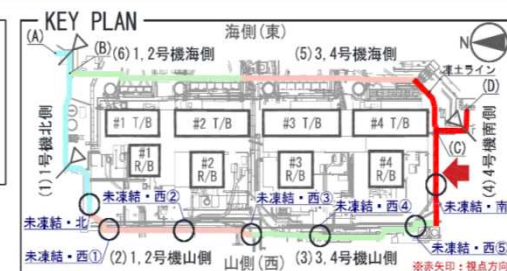 KEY PLAN
海側(東)
N
(A)
(B)
(6)1,2号機海側
(5)3,4号機海側
凍土ライン
(D)
#1 T/B
#2 T/B
#3 T/B
#4 T/B
(C)
(1)1号機北側
#1
R/B
#2
R/B
#3
R/B
#4
R/B
(4)4号機南側
未凍結・北
未凍結・西②
未凍結・西③
未凍結・西④
未凍結・南
未凍結・西①
(2)1,2号機山側
山側(西)
(3)3,4号機山側
未凍結・西⑤
※赤矢印:視点方向